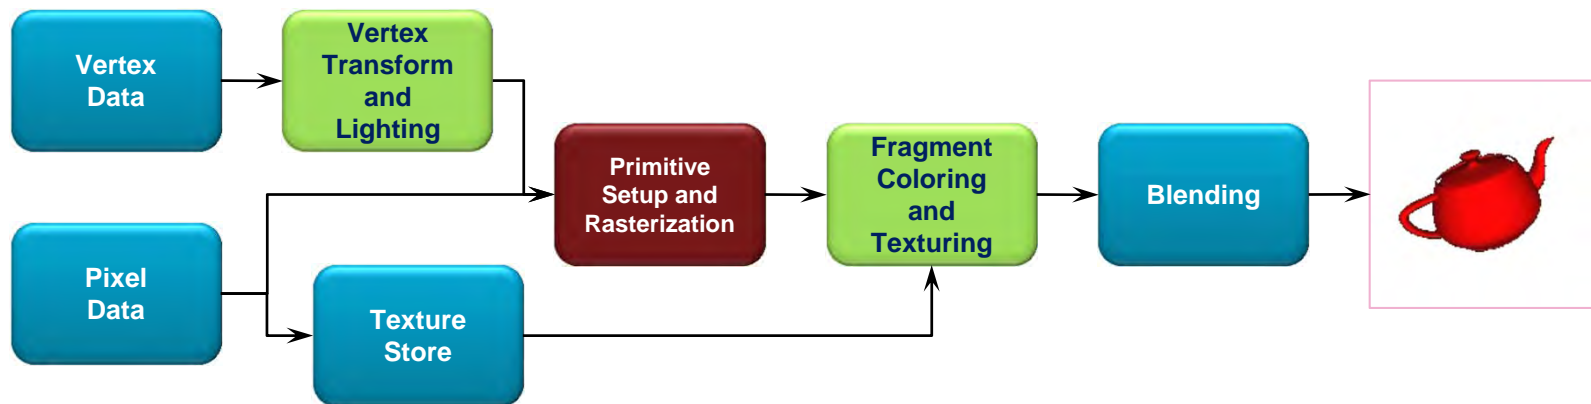 Vertex
Data
Vertex
Transform
and
Lighting
Primitive
Setup and
Rasterization
Fragment
Coloring
and
Texturing
Blending
Pixel
Data
Texture
Store